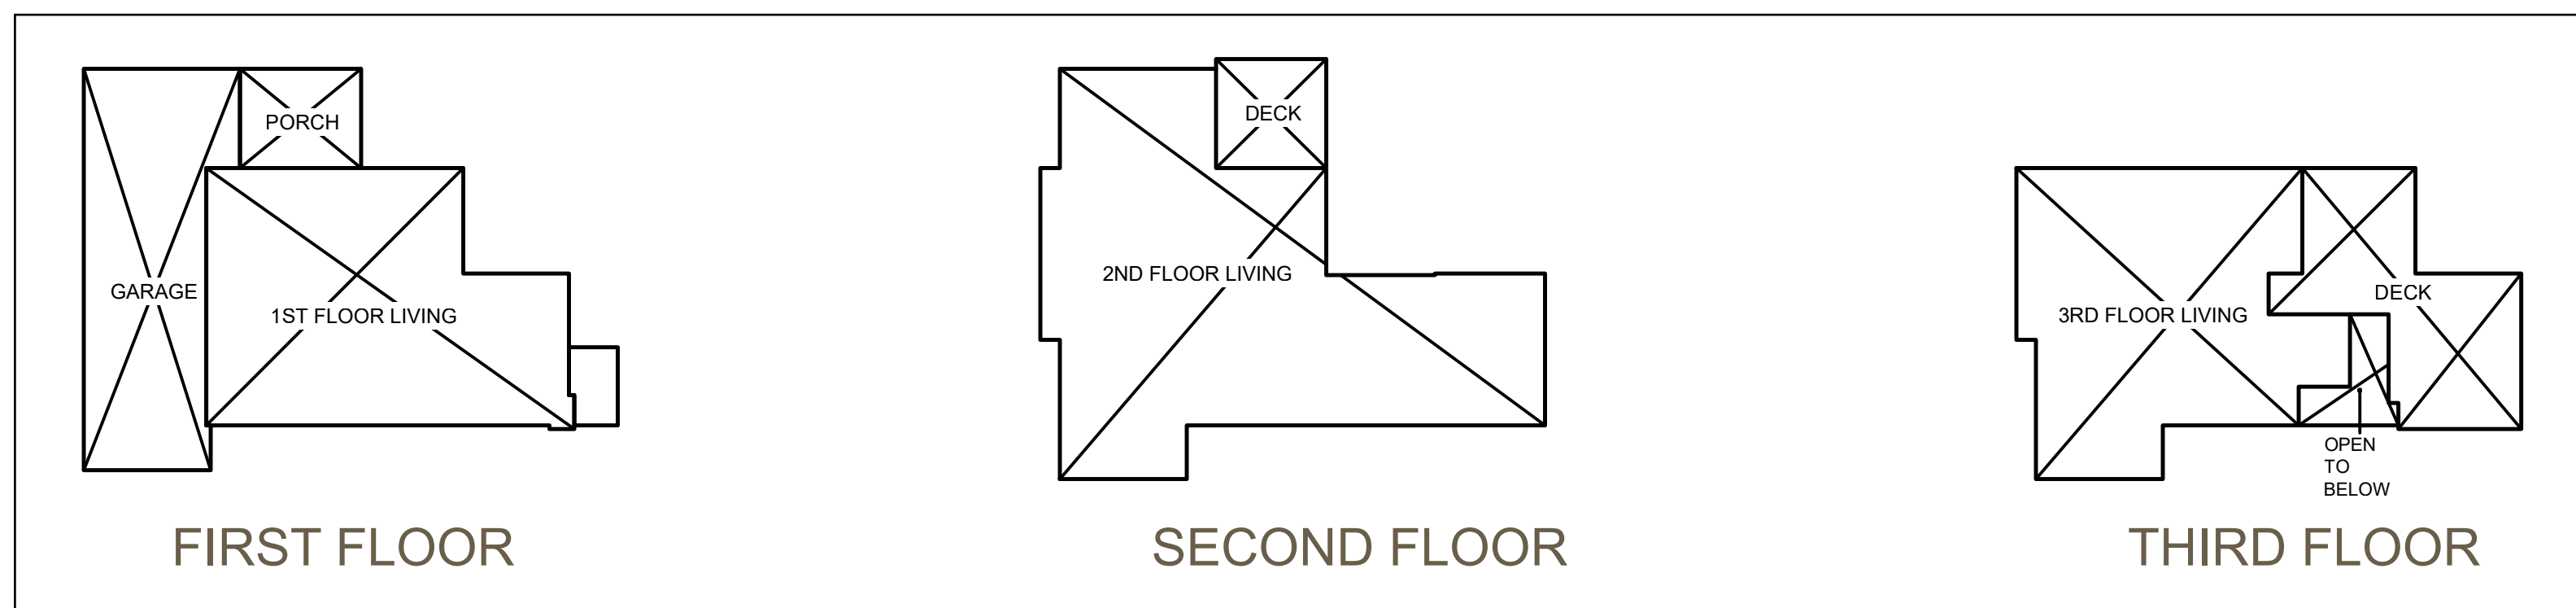 PORCH
GARAGE
1ST FLOOR LIVING
FIRST FLOOR
DECK
2ND FLOOR LIVING
SECOND FLOOR
DECK
3RD FLOOR LIVING
OPEN
TO
BELOW
THIRD FLOOR